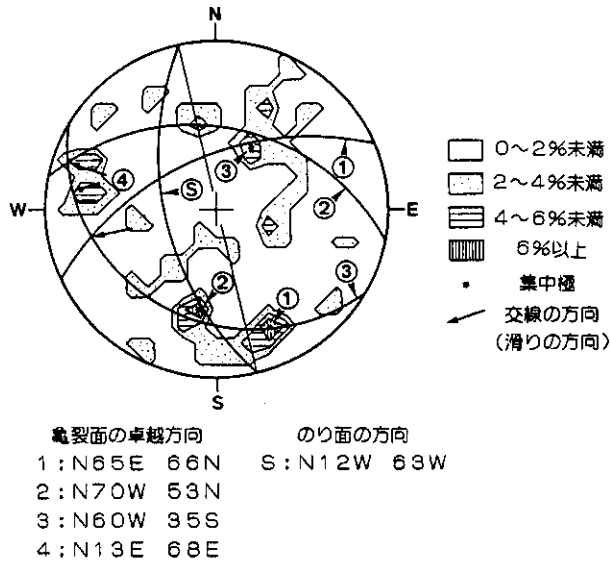 N
W
E
S
①
②
③
④
Ⓢ
③
②
①
0～2%未満
2～4%未満
4～6%未満
6%以上
集中極
交線の方向
(滑りの方向)
亀裂面の卓越方向
1:N65E 66N
2:N70W 53N
3:N60W 35S
4:N13E 68E
のり面の方向
S:N12W 63W